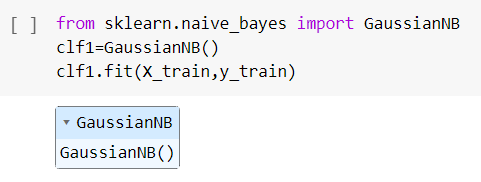 [ ] from sklearn.naive_bayes import GaussianNB
clf1=GaussianNB()
clf1.fit(X_train,y_train)
▾ GaussianNB
GaussianNB()